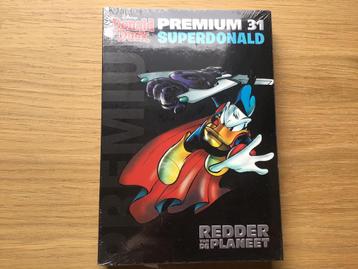 Donald Duck
PREMIUM 31
SUPERDONALD
PREMIUM
REDDER
VAN DE PLANEET